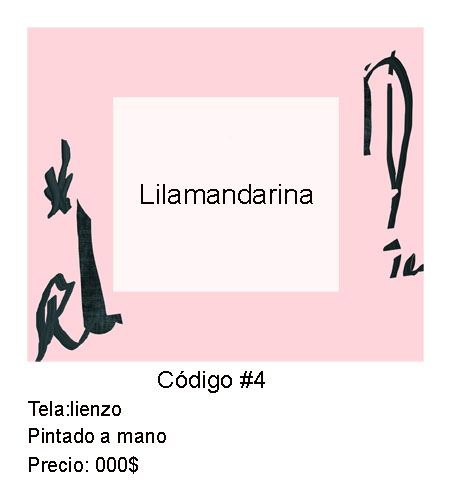 Lilamandarina
Código #4
Tela:lienzo
Pintado a mano
Precio: 000$